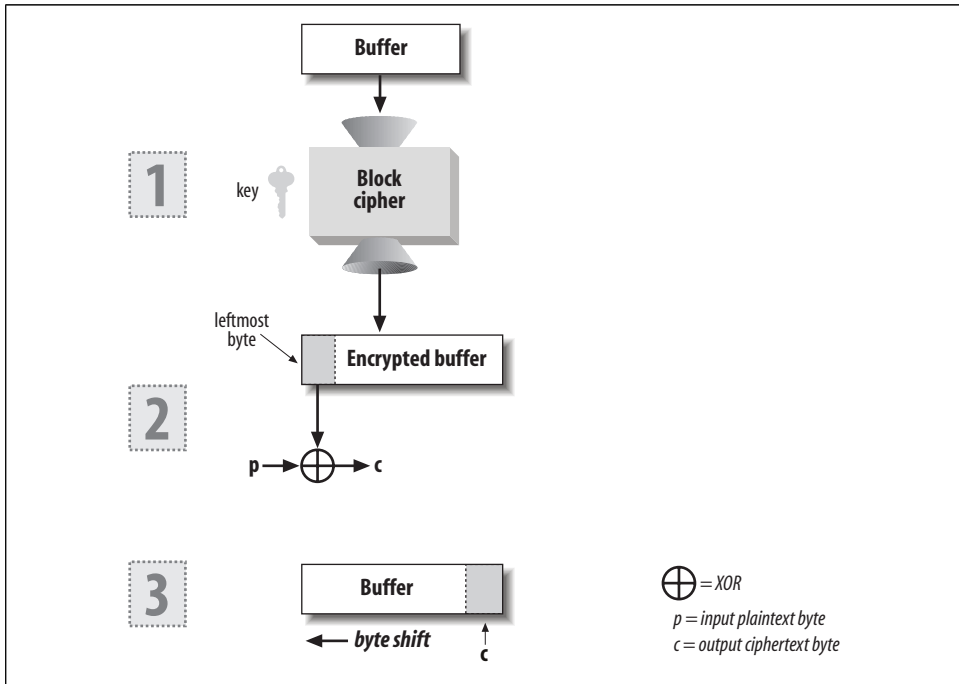 Buffer
1
key
Block
cipher
leftmost
byte
Encrypted buffer
2
p
c
3
Buffer
byte shift
c
= XOR
p = input plaintext byte
c = output ciphertext byte